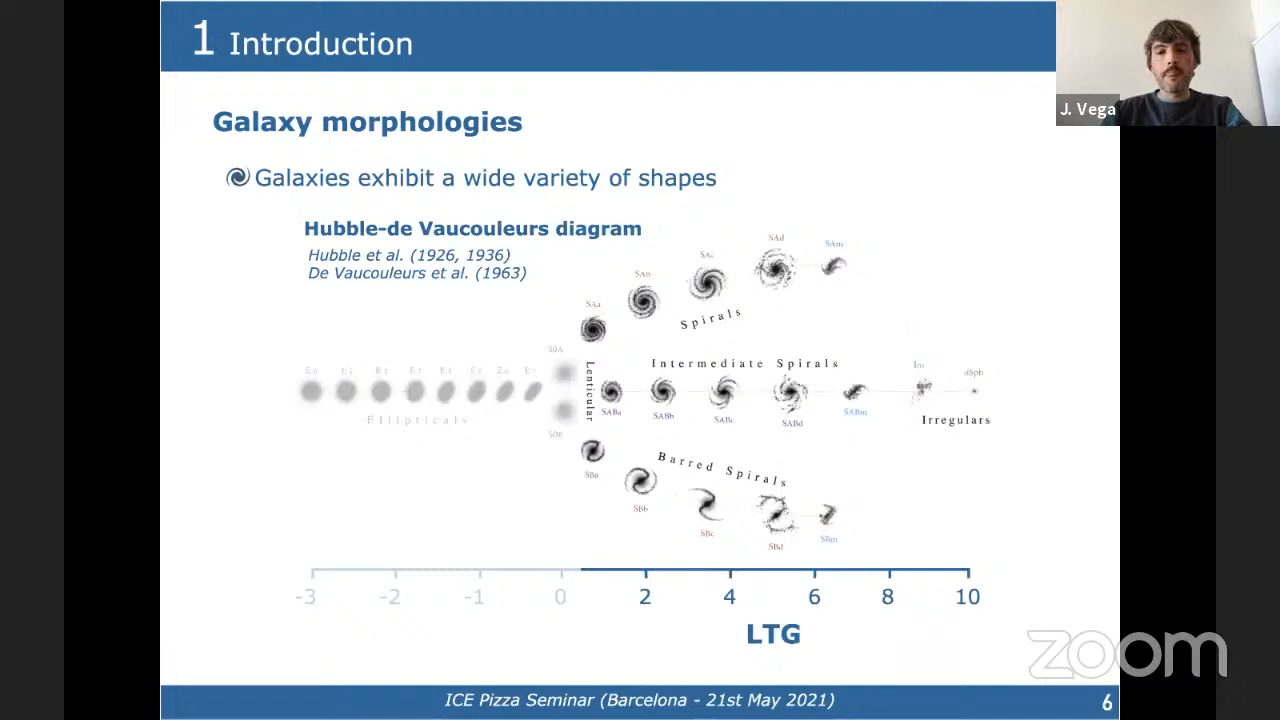 1 Introduction
J. Vega
Galaxy morphologies
Galaxies exhibit a wide variety of shapes
Hubble-de Vaucouleurs diagram
Hubble et al. (1926, 1936)
De Vaucouleurs et al. (1963)
SAa
SAb
SAc
SAd
SAm
Spirals
S0A
S0B
Ellipticals
Lenticular
Intermediate Spirals
SABa
SABb
SABc
SABd
SABm
Im
dSph
Irregulars
Barred Spirals
SBa
SBb
SBc
SBd
SBm
-3 -2 -1 0 2 4 6 8 10
LTG
zoom
ICE Pizza Seminar (Barcelona - 21st May 2021)
6